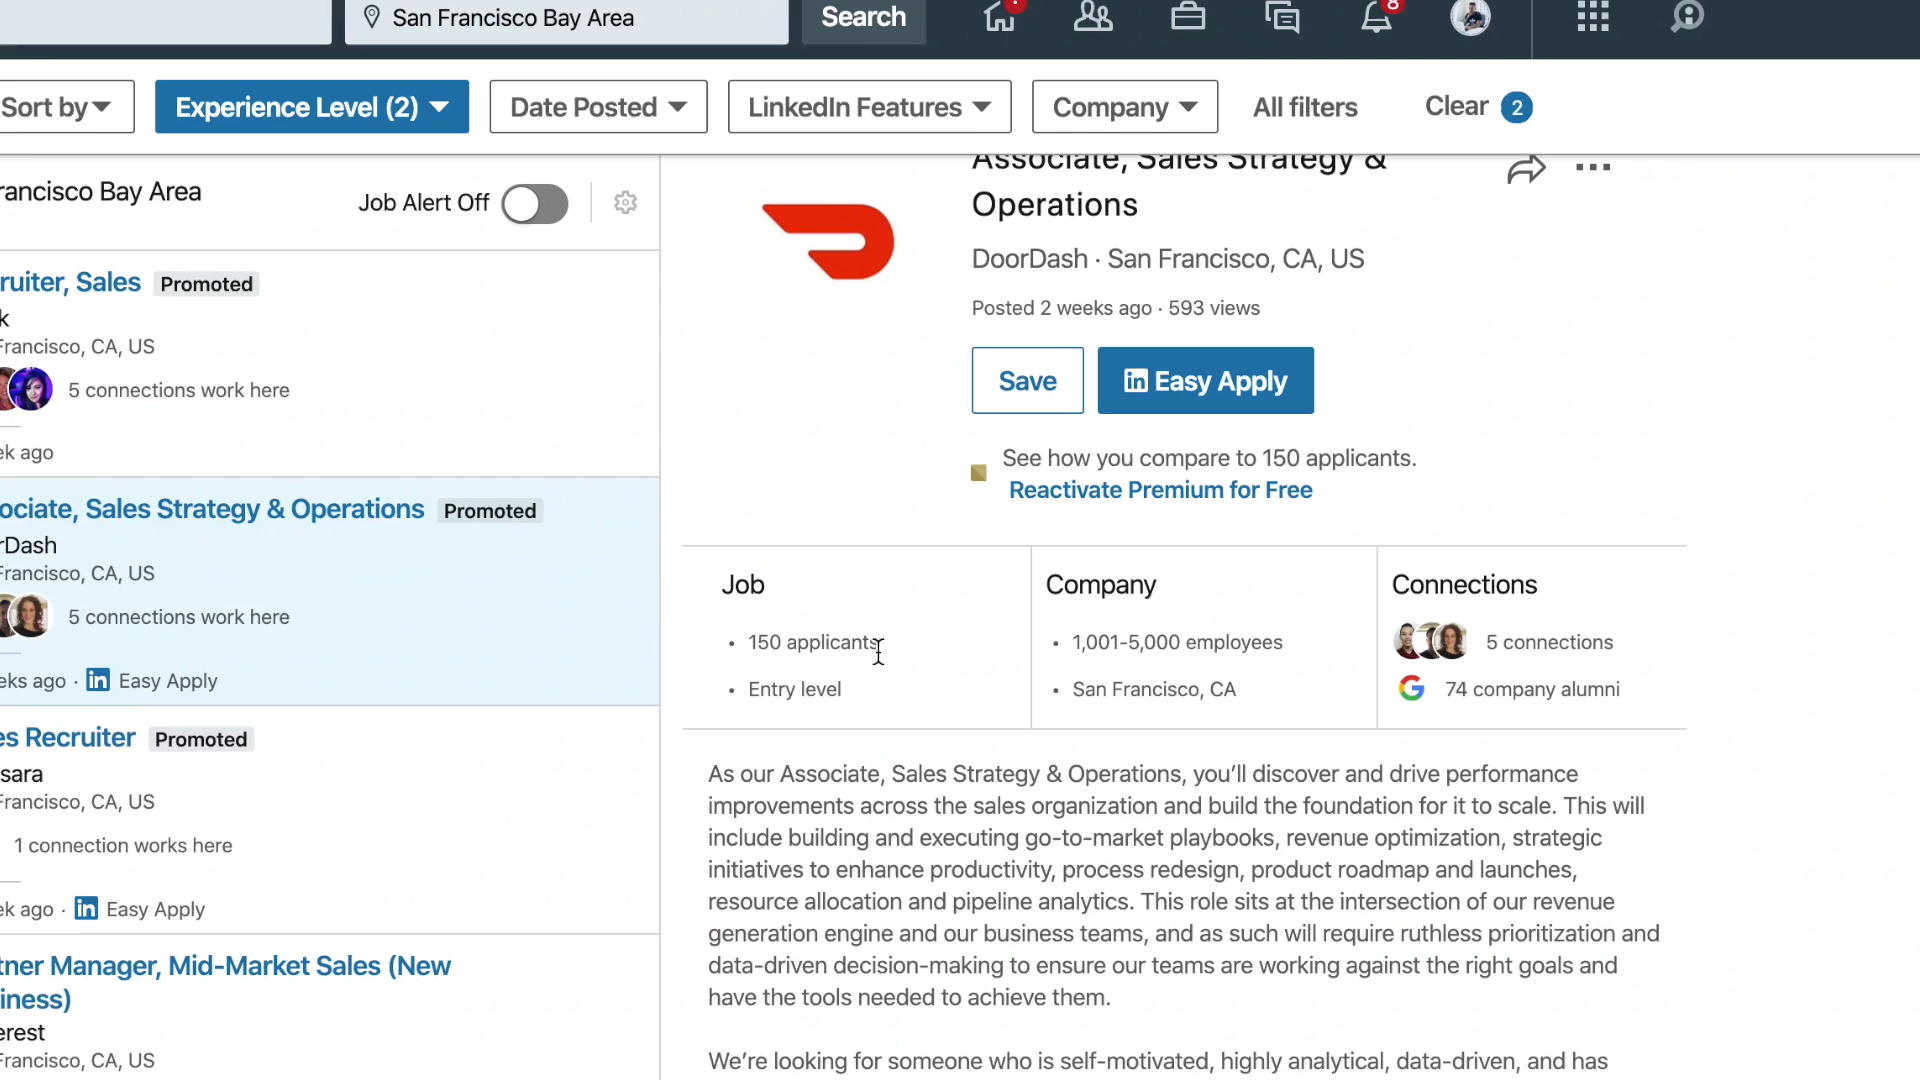 San Francisco Bay Area
Search
8
Sort by
Experience Level (2)
Date Posted
LinkedIn Features
Company
All filters
Clear 2
rancisco Bay Area
Job Alert Off
ruiter, Sales Promoted
k
Francisco, CA, US
5 connections work here
ek ago
ociate, Sales Strategy & Operations Promoted
rDash
Francisco, CA, US
5 connections work here
eks ago · in Easy Apply
es Recruiter Promoted
sara
Francisco, CA, US
1 connection works here
ek ago · in Easy Apply
tner Manager, Mid-Market Sales (New
iness)
erest
Francisco, CA, US
Associate, Sales Strategy &
Operations
DoorDash · San Francisco, CA, US
Posted 2 weeks ago · 593 views
Save
in Easy Apply
See how you compare to 150 applicants.
Reactivate Premium for Free
Job
• 150 applicants
• Entry level
Company
• 1,001-5,000 employees
• San Francisco, CA
Connections
5 connections
74 company alumni
As our Associate, Sales Strategy & Operations, you’ll discover and drive performance
improvements across the sales organization and build the foundation for it to scale. This will
include building and executing go-to-market playbooks, revenue optimization, strategic
initiatives to enhance productivity, process redesign, product roadmap and launches,
resource allocation and pipeline analytics. This role sits at the intersection of our revenue
generation engine and our business teams, and as such will require ruthless prioritization and
data-driven decision-making to ensure our teams are working against the right goals and
have the tools needed to achieve them.
We’re looking for someone who is self-motivated, highly analytical, data-driven, and has